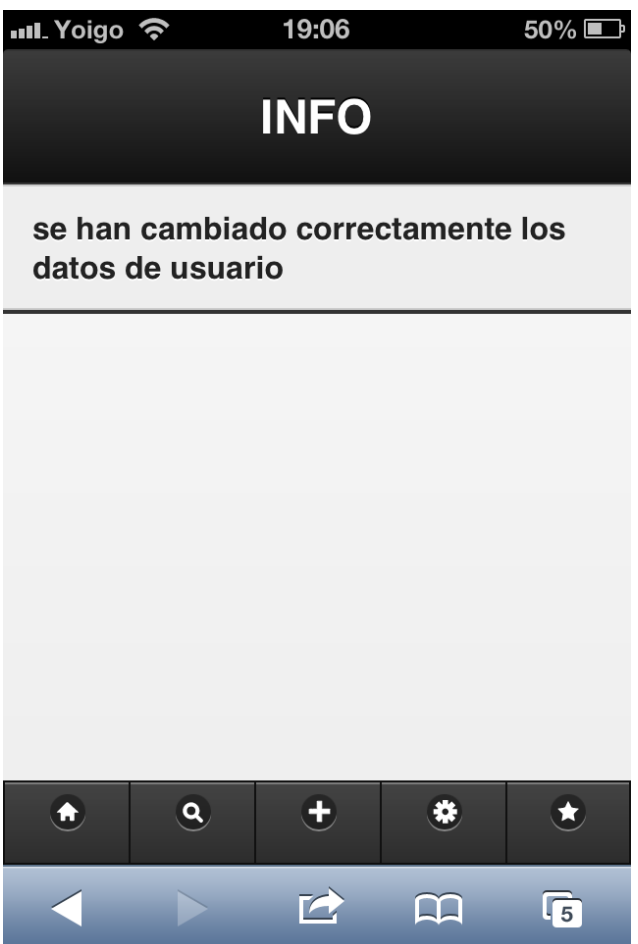 Yoigo 19:06 50%
INFO
se han cambiado correctamente los
datos de usuario
5